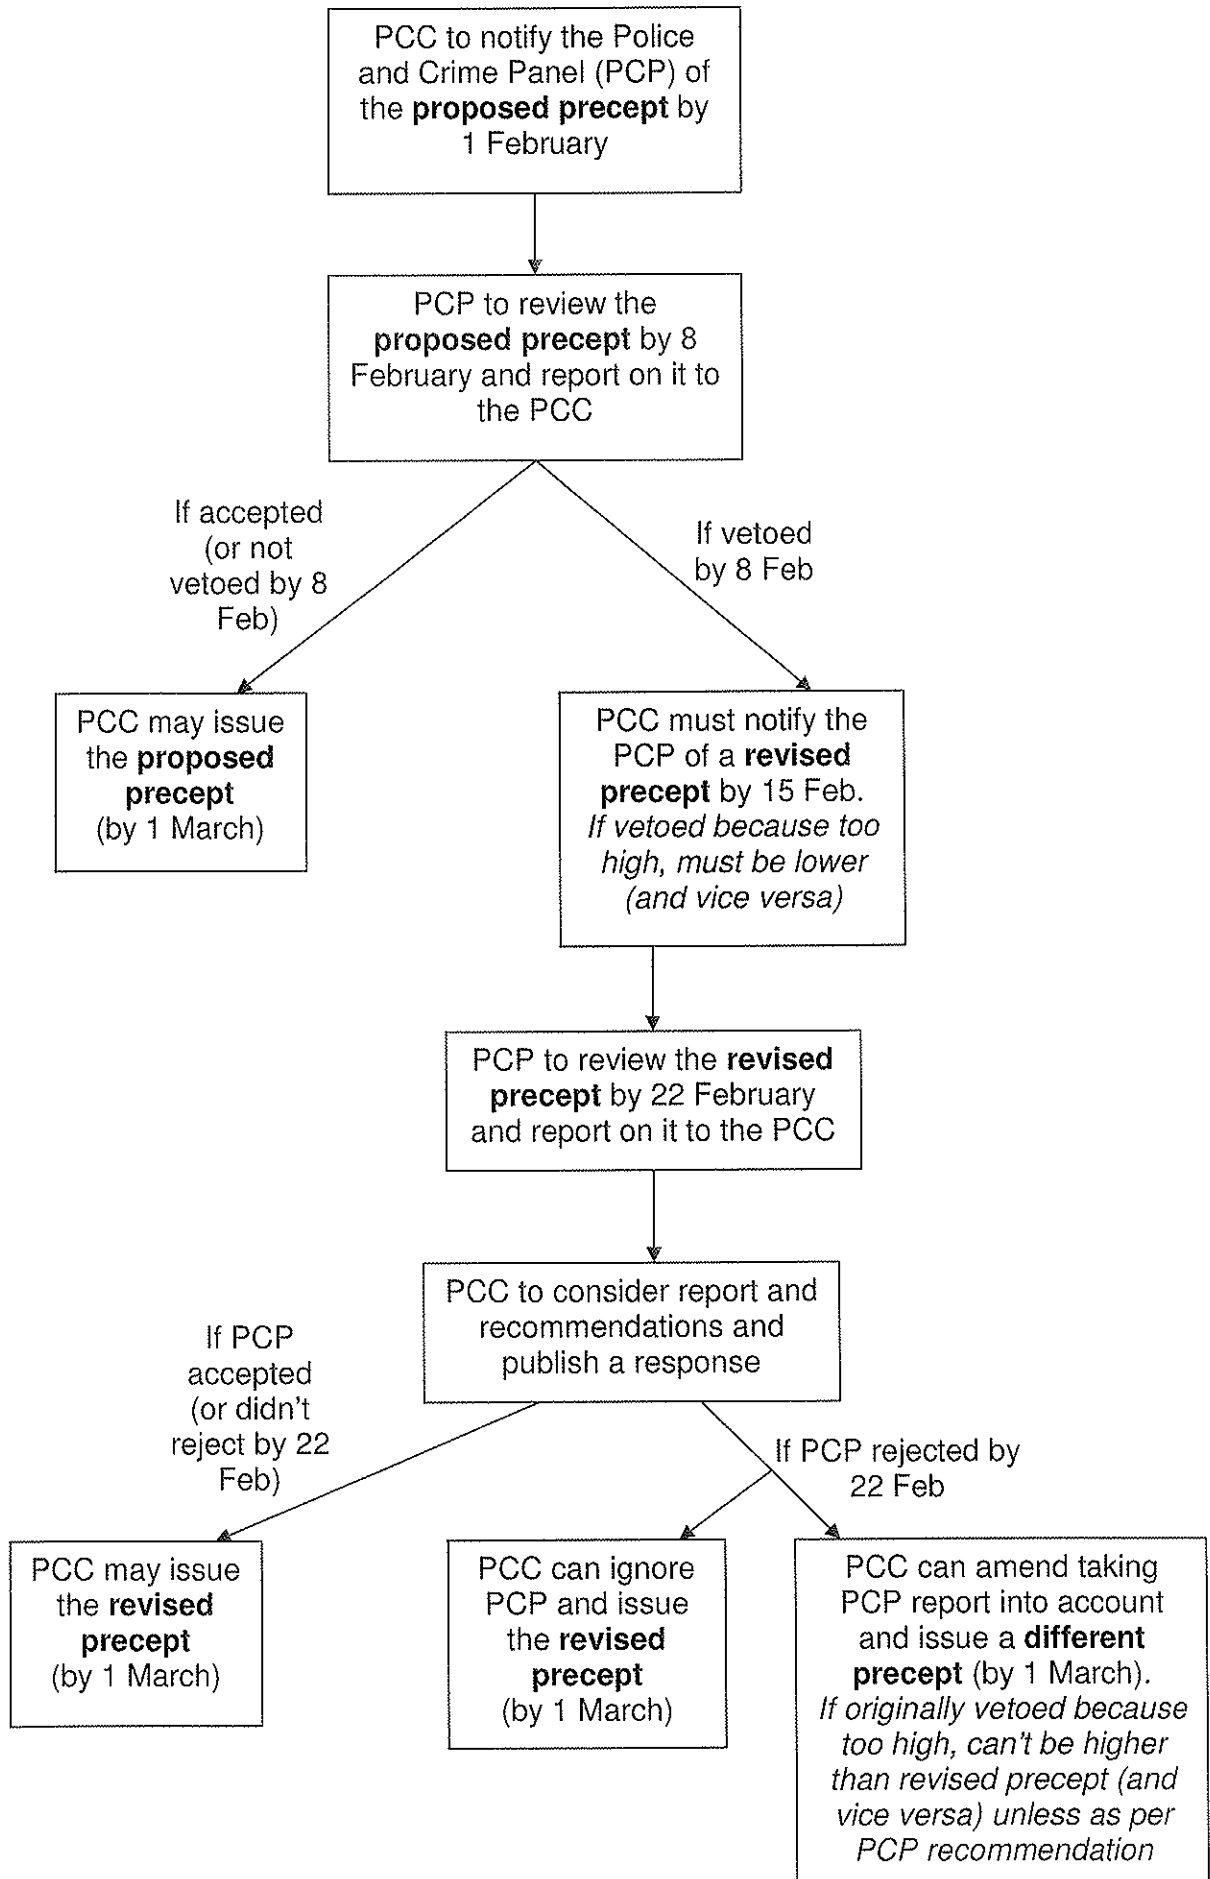 PCC to notify the Police
and Crime Panel (PCP) of
the proposed precept by
1 February
PCP to review the
proposed precept by 8
February and report on it to
the PCC
If accepted
(or not
vetoed by 8
Feb)
If vetoed
by 8 Feb
PCC may issue
the proposed
precept
(by 1 March)
PCC must notify the
PCP of a revised
precept by 15 Feb.
If vetoed because too
high, must be lower
(and vice versa)
PCP to review the revised
precept by 22 February
and report on it to the PCC
PCC to consider report and
recommendations and
publish a response
If PCP
accepted
(or didn't
reject by 22
Feb)
If PCP rejected by
22 Feb
PCC may issue
the revised
precept
(by 1 March)
PCC can ignore
PCP and issue
the revised
precept
(by 1 March)
PCC can amend taking
PCP report into account
and issue a different
precept (by 1 March).
If originally vetoed because
too high, can't be higher
than revised precept (and
vice versa) unless as per
PCP recommendation